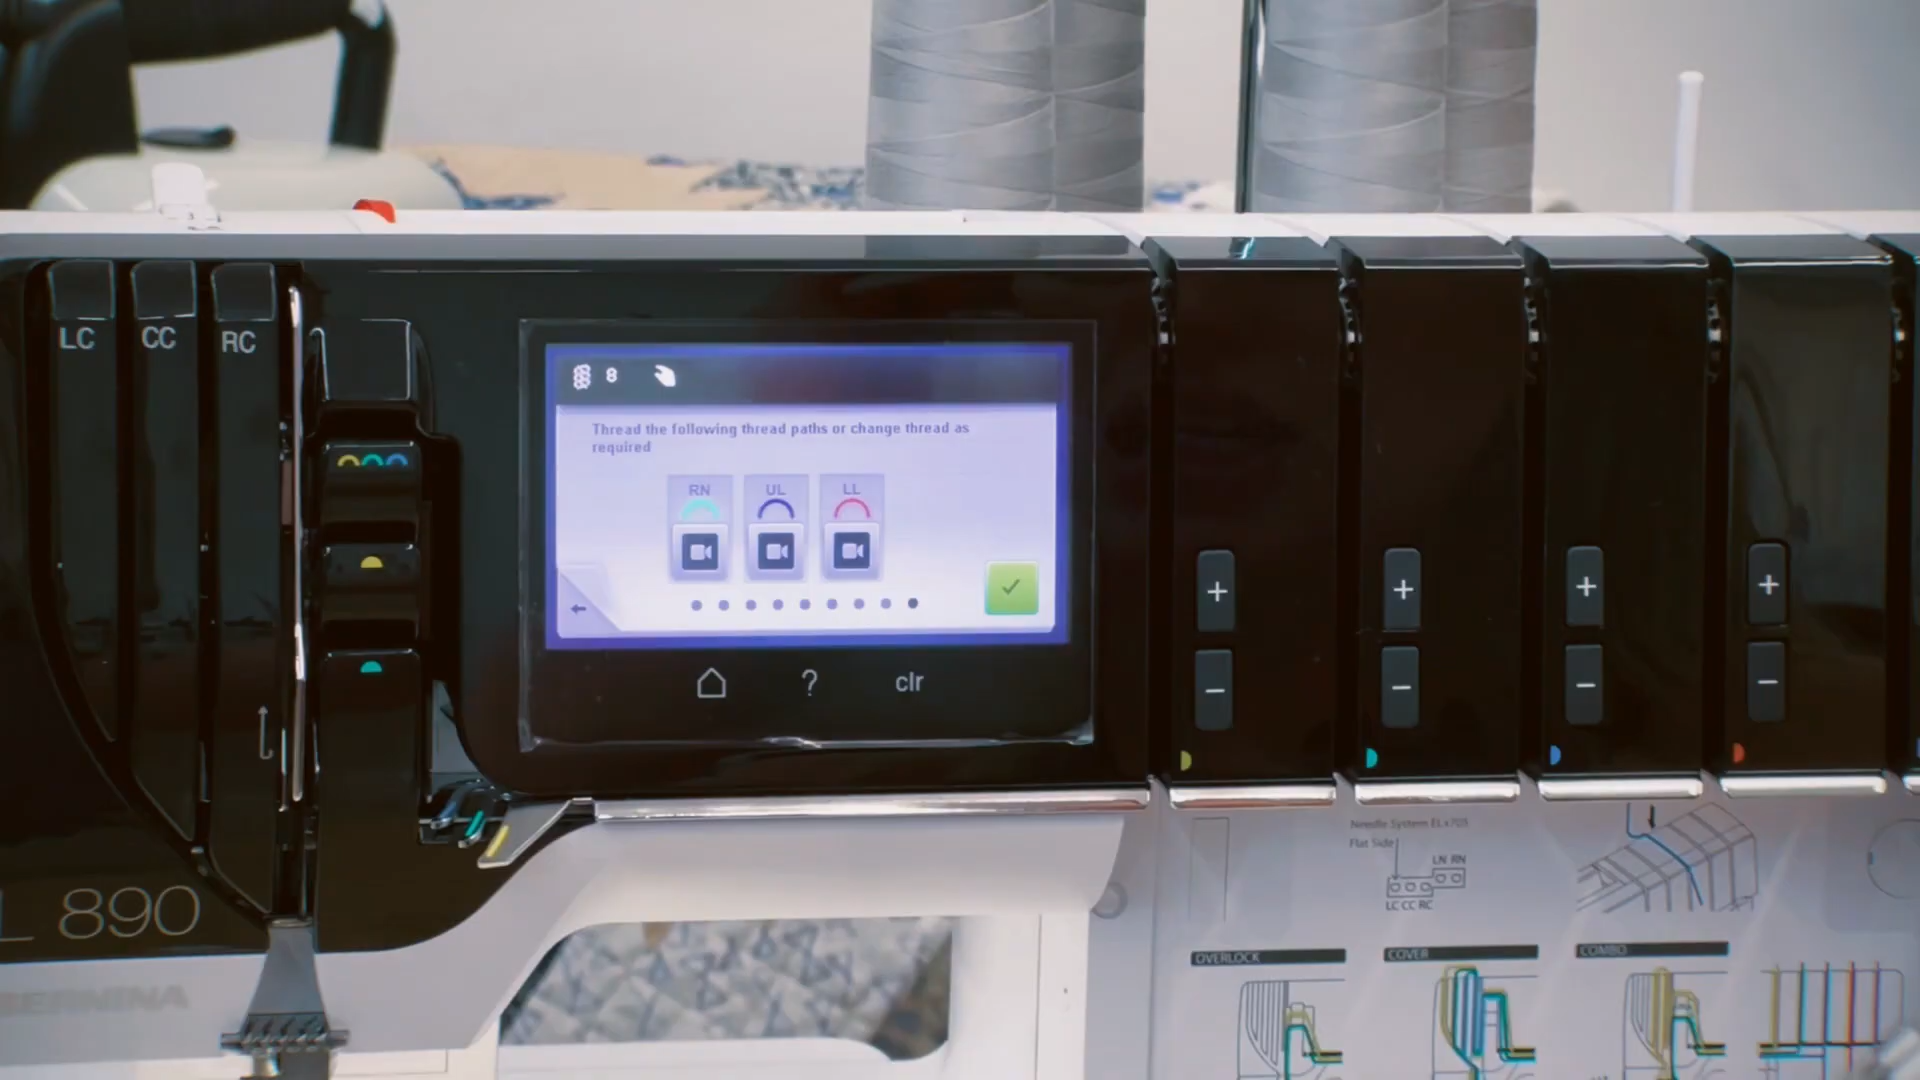 LC CC RC
8
Thread the following thread paths or change thread as
required
RN UL LL
? clr
+ + + +
- - - -
L 890
BERNINA
Needle System ELx705
Flat Side
LN RN
LC CC RC
OVERLOCK COVER COMBO